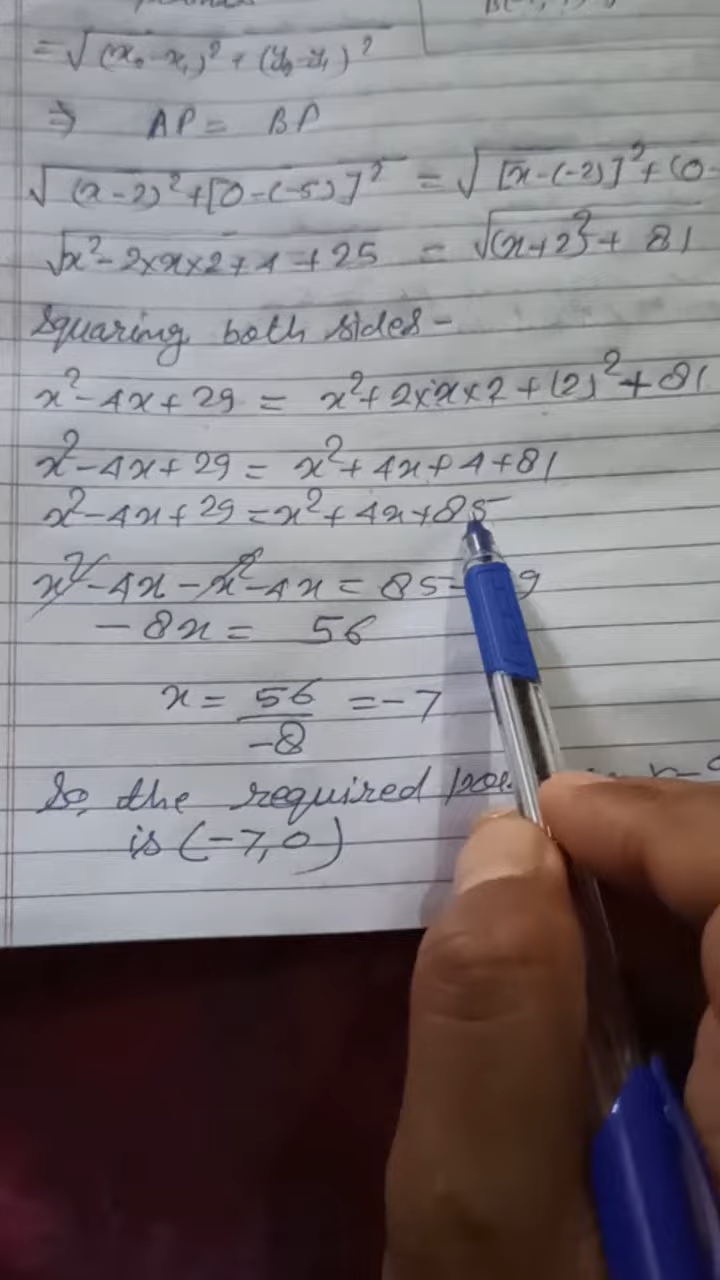 = √(x₂-x₁)² + (y₂-y₁)²
⇒ AP = BP
√(x-2)²+[0-(-5)]² = √[x-(-2)]²+(0-
√x²-2×x×2+4+25 = √(x+2)²+ 81
Squaring both sides-
x²-4x+29 = x²+2×x×2+(2)²+81
x²-4x+29 = x²+4x+4+81
x²-4x+29 = x²+4x+85
x²-4x-x²-4x = 85- 9
-8x = 56
x = 56/-8 = -7
So, the required
is (-7,0)